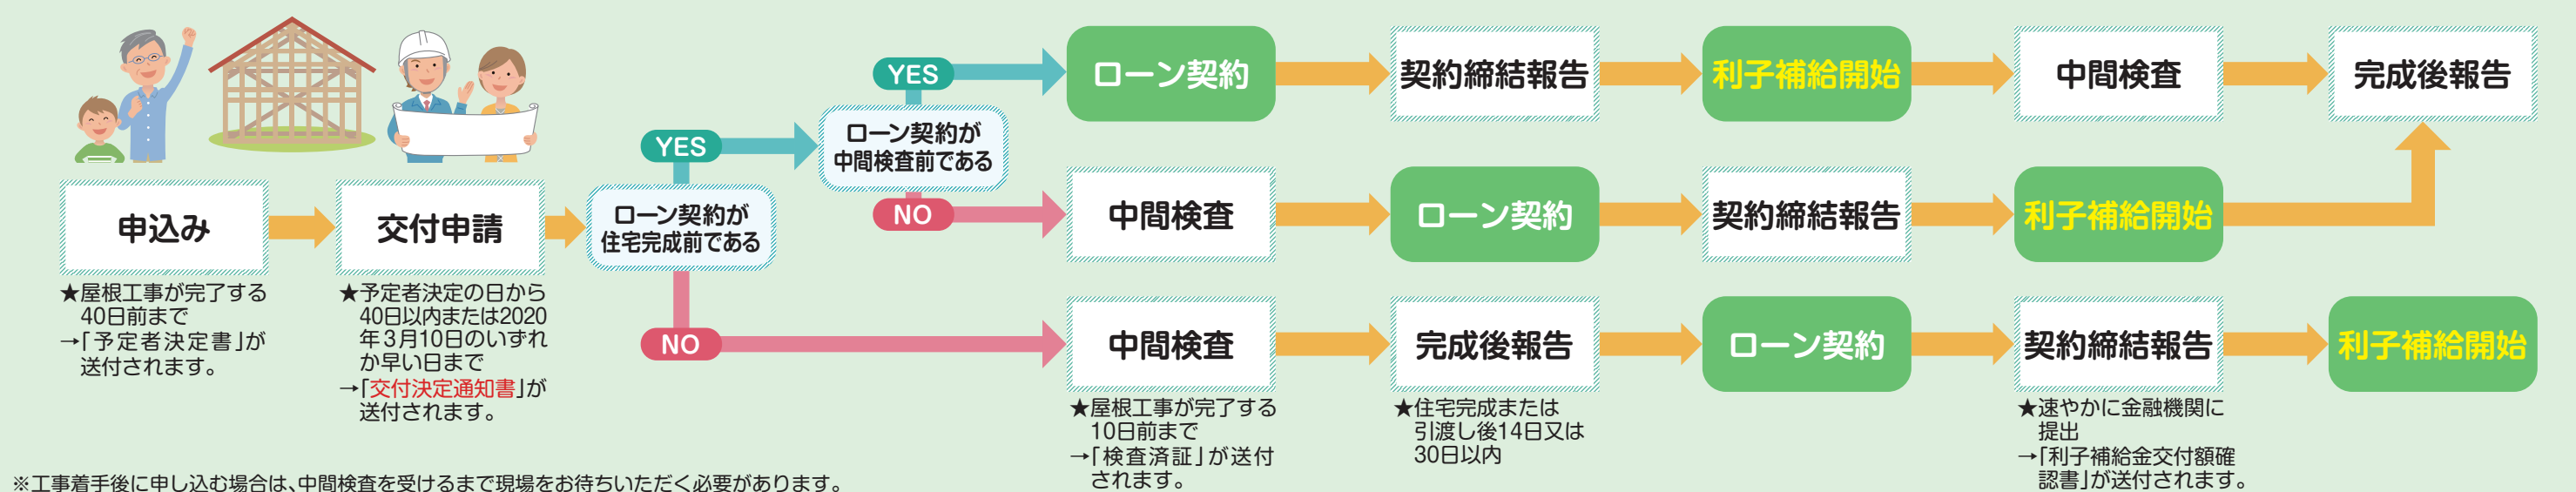 申込み
★屋根工事が完了する
40日前まで
→「予定者決定書」が
送付されます。
交付申請
★予定者決定の日から
40日以内または2020
年3月10日のいずれ
か早い日まで
→「交付決定通知書」が
送付されます。
ローン契約が
住宅完成前である
YES
ローン契約が
中間検査前である
YES
ローン契約
契約締結報告
利子補給開始
中間検査
完成後報告
NO
中間検査
ローン契約
契約締結報告
利子補給開始
NO
中間検査
★屋根工事が完了する
10日前まで
→「検査済証」が送付
されます。
完成後報告
★住宅完成または
引渡し後14日又は
30日以内
ローン契約
契約締結報告
★速やかに金融機関に
提出
→「利子補給金交付額確
認書」が送付されます。
利子補給開始
※工事着手後に申し込む場合は、中間検査を受けるまで現場をお待ちいただく必要があります。